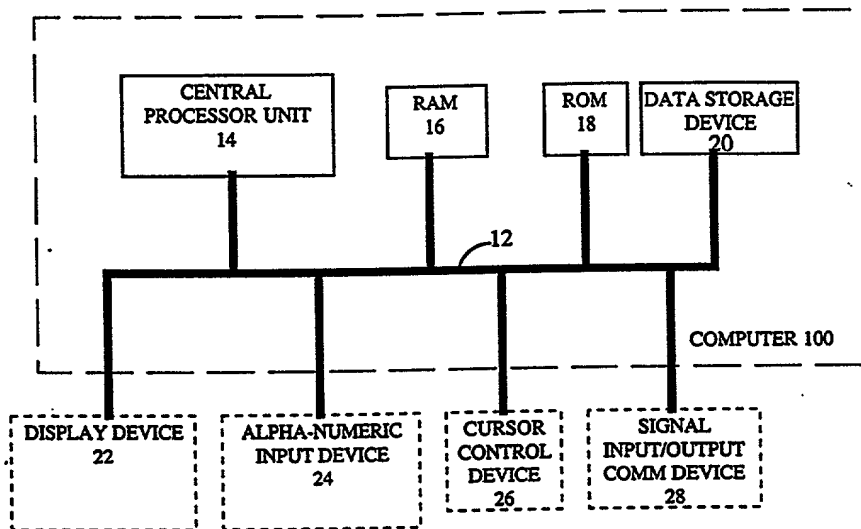 CENTRAL
PROCESSOR UNIT
14
RAM
16
ROM
18
DATA STORAGE
DEVICE
20
12
COMPUTER 100
DISPLAY DEVICE
22
ALPHA-NUMERIC
INPUT DEVICE
24
CURSOR
CONTROL
DEVICE
26
SIGNAL
INPUT/OUTPUT
COMM DEVICE
28